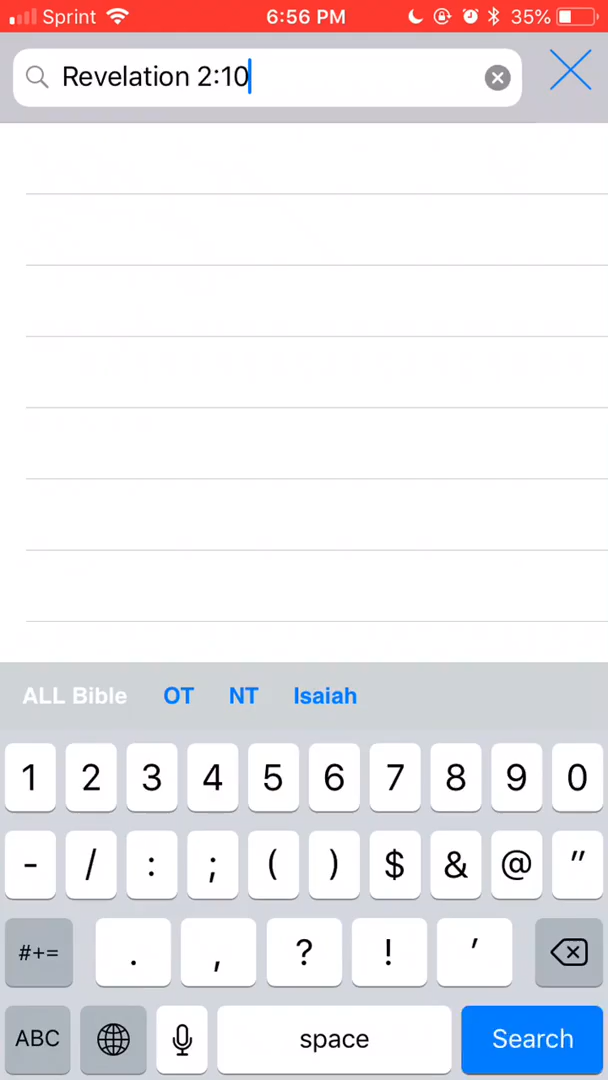 Sprint 6:56 PM 35%
Revelation 2:10
ALL Bible OT NT Isaiah
1 2 3 4 5 6 7 8 9 0
- / : ; ( ) $ & @ "
#+= . , ? ! '
ABC space Search